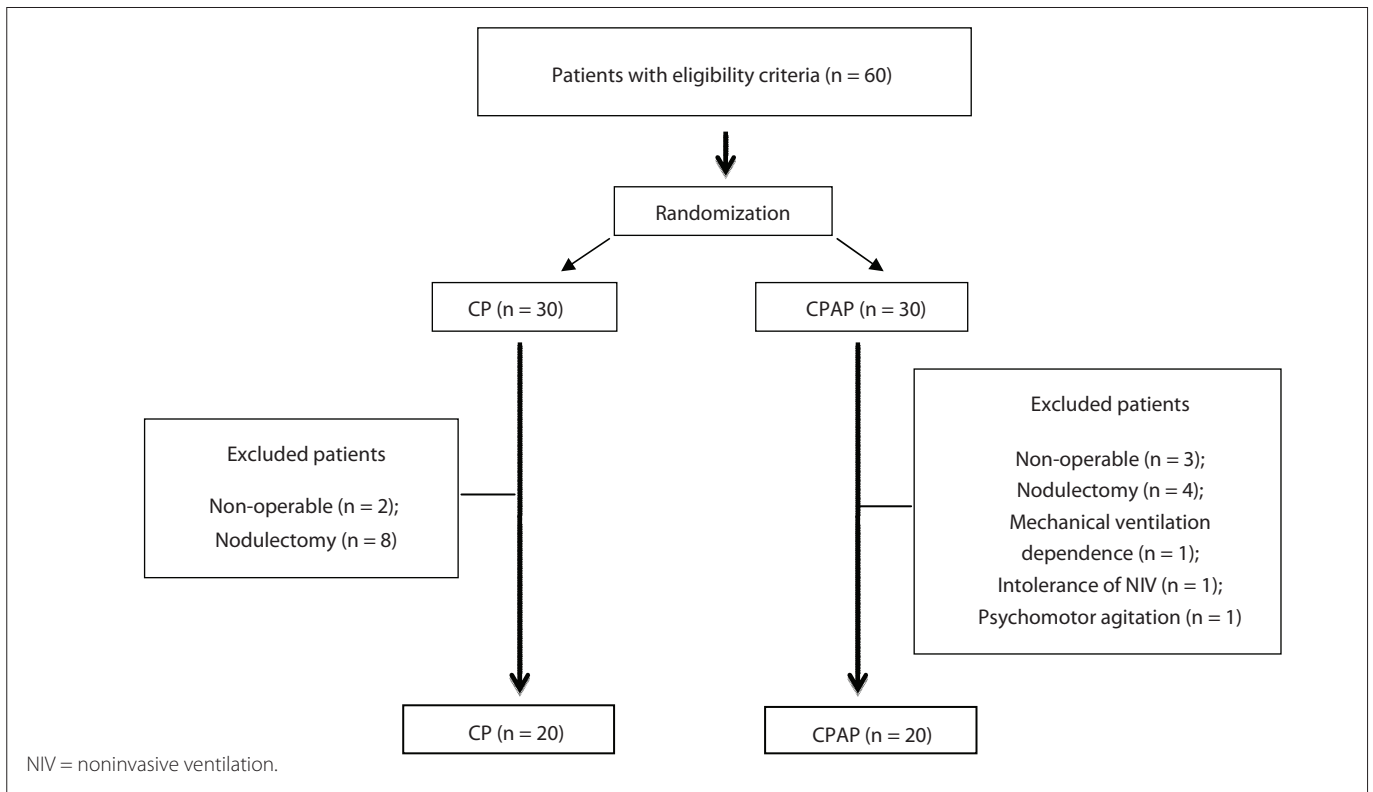 Patients with eligibility criteria (n = 60)
Randomization
CP (n = 30)
CPAP (n = 30)
Excluded patients
Non-operable (n = 2);
Nodulectomy (n = 8)
Excluded patients
Non-operable (n = 3);
Nodulectomy (n = 4);
Mechanical ventilation
dependence (n = 1);
Intolerance of NIV (n = 1);
Psychomotor agitation (n = 1)
CP (n = 20)
CPAP (n = 20)
NIV = noninvasive ventilation.